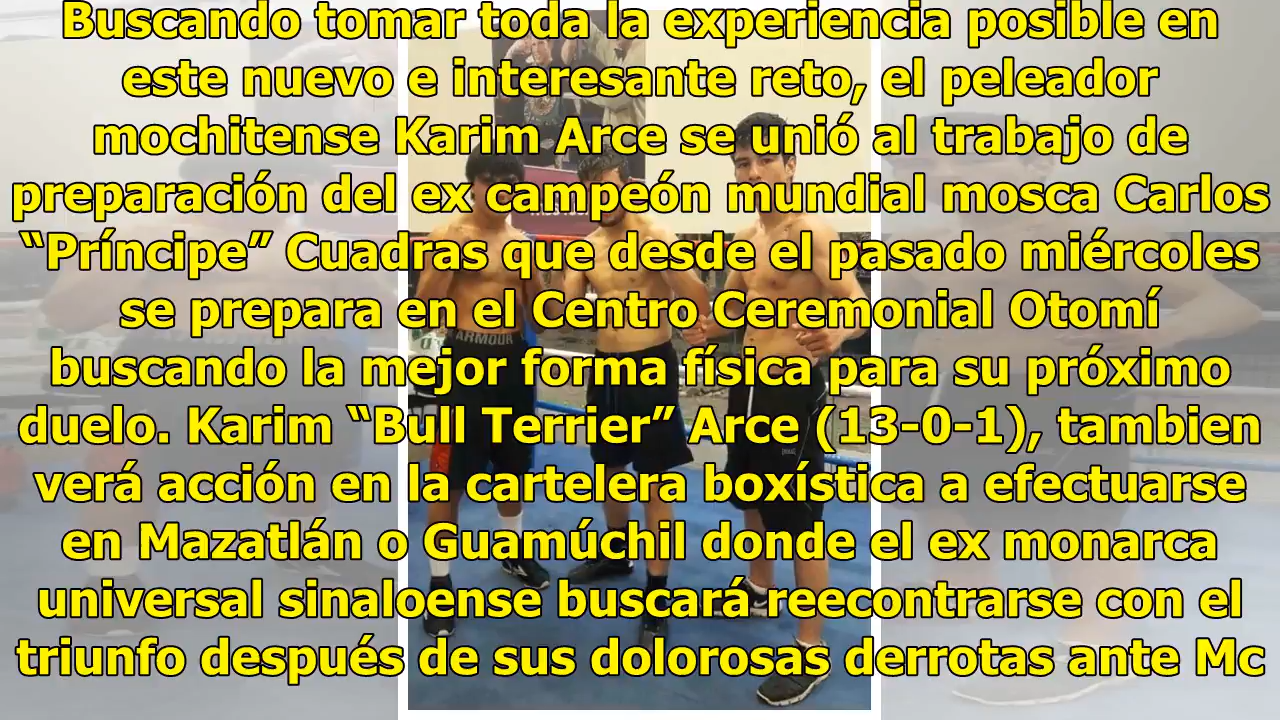 Buscando tomar toda la experiencia posible en
este nuevo e interesante reto, el peleador
mochitense Karim Arce se unió al trabajo de
preparación del ex campeón mundial mosca Carlos
“Príncipe” Cuadras que desde el pasado miércoles
se prepara en el Centro Ceremonial Otomí
buscando la mejor forma física para su próximo
duelo. Karim “Bull Terrier” Arce (13-0-1), tambien
verá acción en la cartelera boxística a efectuarse
en Mazatlán o Guamúchil donde el ex monarca
universal sinaloense buscará reecontrarse con el
triunfo después de sus dolorosas derrotas ante Mc
ARMOUR